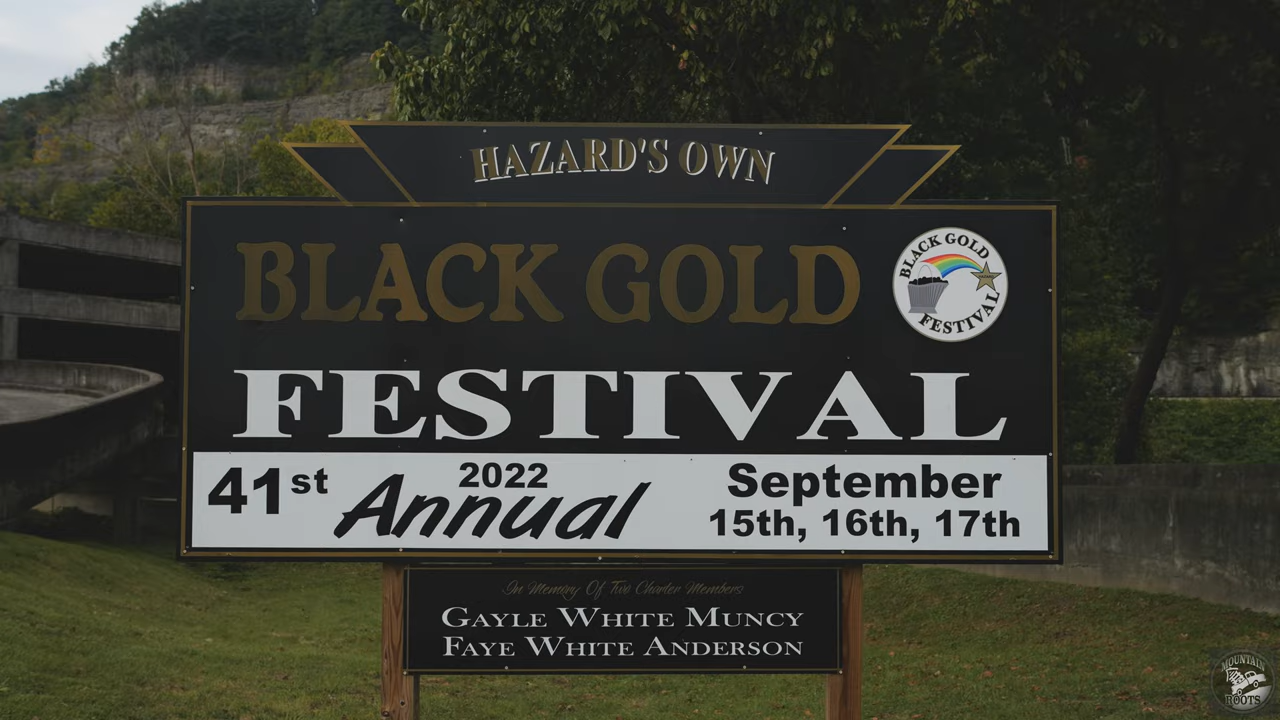 HAZARD'S OWN
BLACK GOLD
BLACK GOLD
HAZARD
FESTIVAL
FESTIVAL
41st
2022
Annual
September
15th, 16th, 17th
In Memory Of Two Charter Members
GAYLE WHITE MUNCY
FAYE WHITE ANDERSON
MOUNTAIN
ROOTS